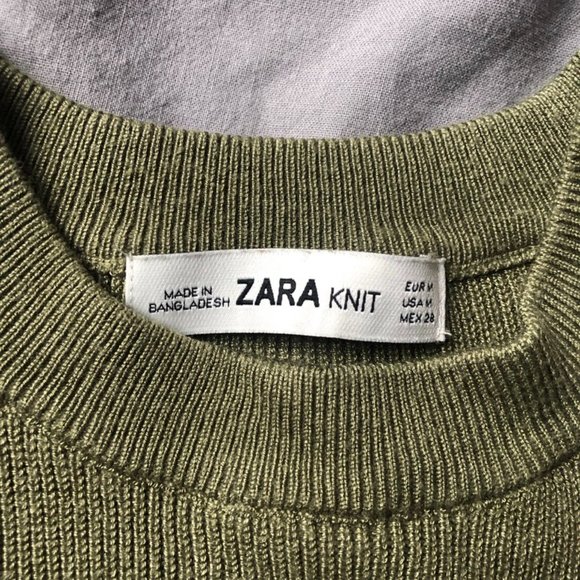 MADE IN
BANGLADESH
ZARA KNIT
EUR M
USA M
MEX 28